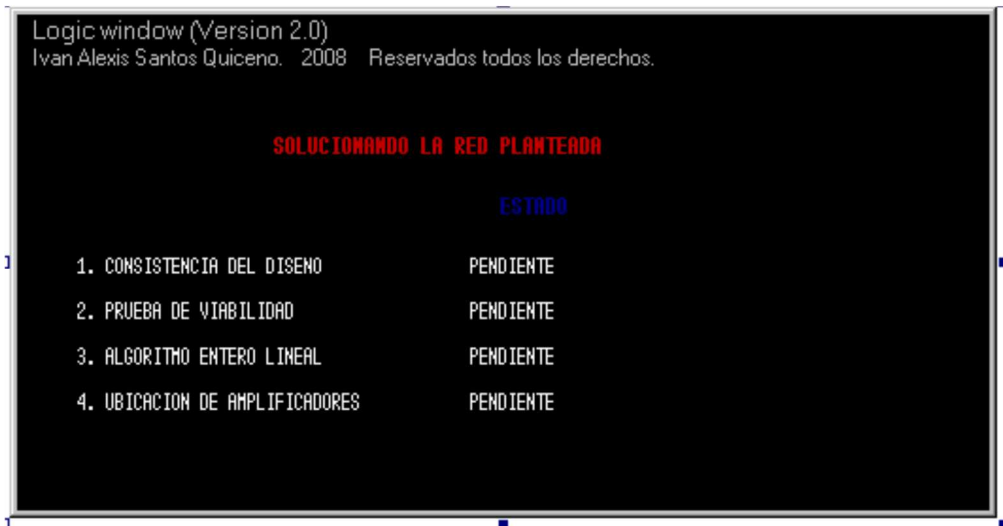 Logic window (Version 2.0)
Ivan Alexis Santos Quiceno. 2008 Reservados todos los derechos.
SOLUCIONANDO LA RED PLANTEADA
ESTADO
1. CONSISTENCIA DEL DISENO PENDIENTE
2. PRUEBA DE VIABILIDAD PENDIENTE
3. ALGORITMO ENTERO LINEAL PENDIENTE
4. UBICACION DE AMPLIFICADORES PENDIENTE